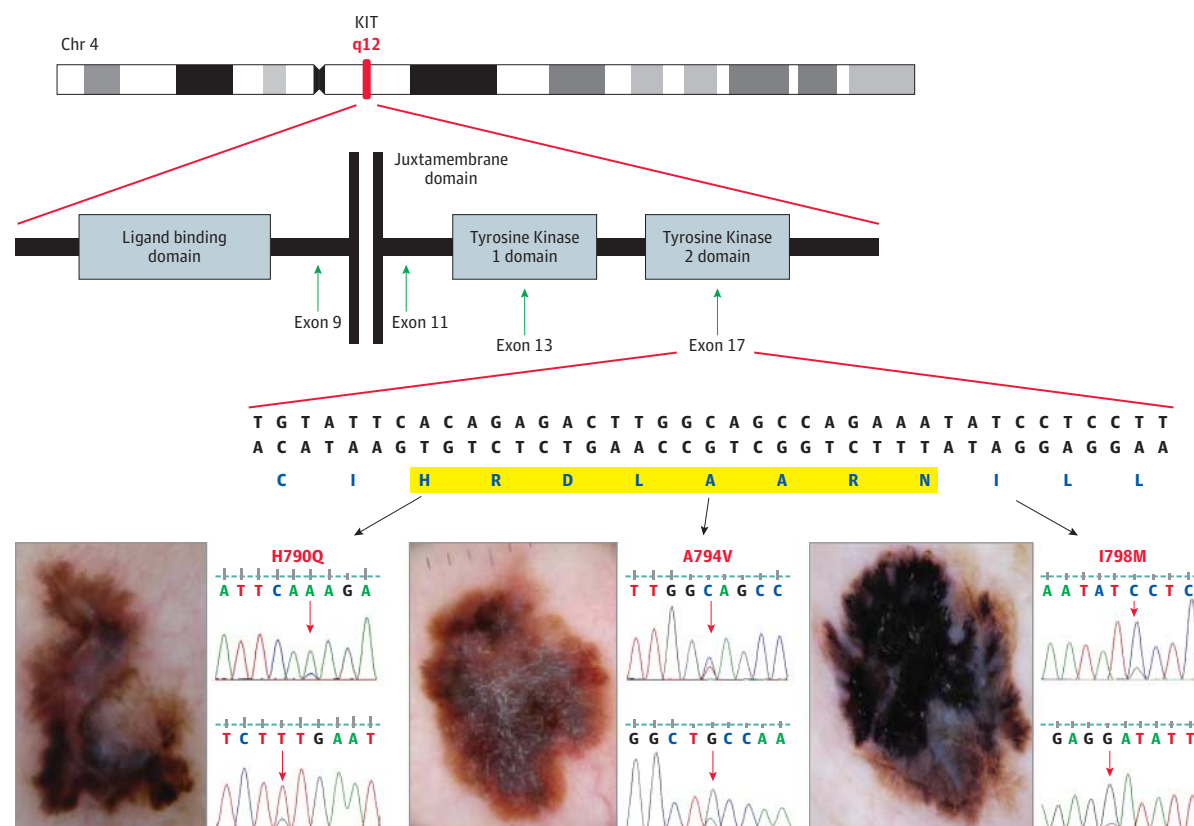 KIT
Chr 4
q12
Juxtamembrane
domain
Ligand binding
domain
Tyrosine Kinase
1 domain
Tyrosine Kinase
2 domain
Exon 9
Exon 11
Exon 13
Exon 17
T G T A T T C A C A G A G A C T T G G C A G C C A G A A A T A T C C T C C T T
A C A T A A G T G T C T C T G A A C C G T C G G T C T T T A T A G G A G G A A
C I H R D L A A R N I L L
H790Q
A T T C A A A G A
T C T T T G A A T
A794V
T T G G C A G C C
G G C T G C C A A
I798M
A A T A T C C T C
G A G G A T A T T